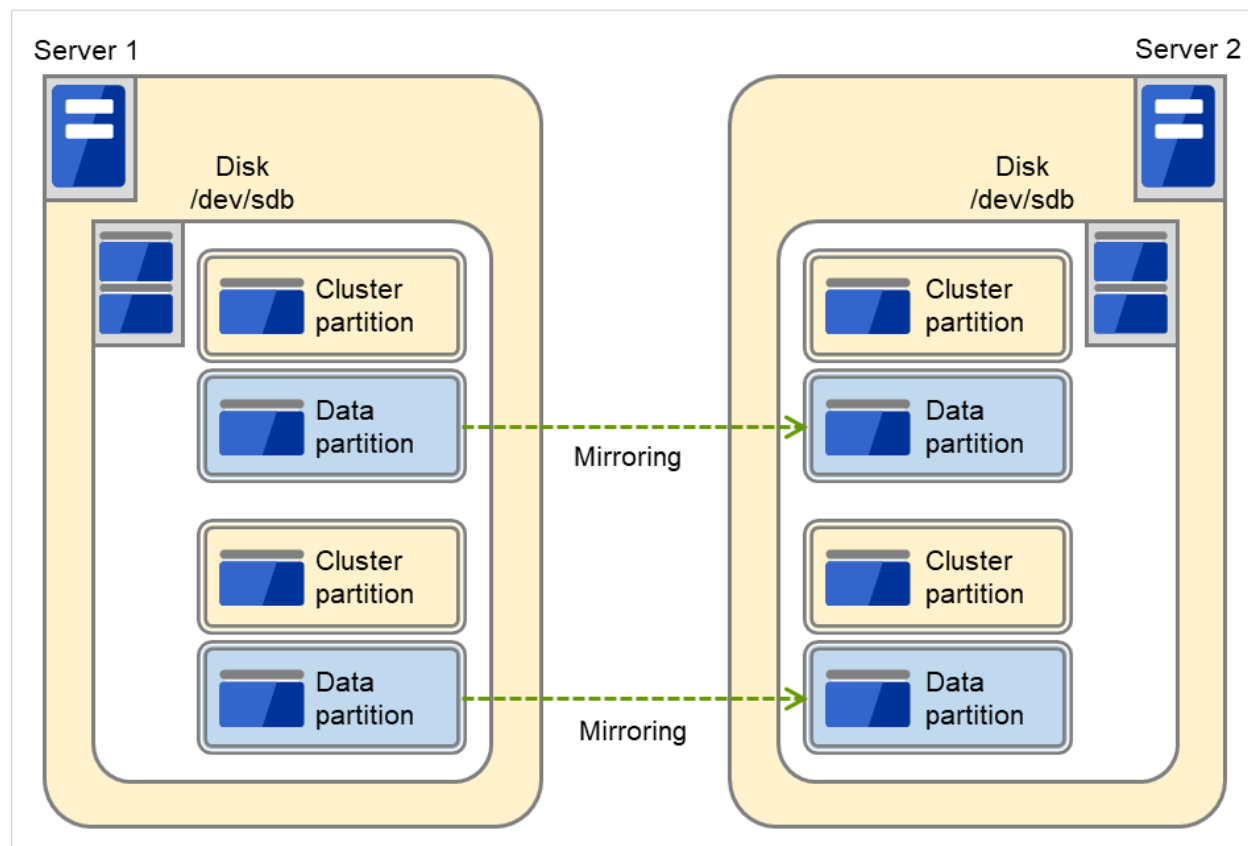 Server 1
Server 2
Disk
/dev/sdb
Disk
/dev/sdb
Cluster
partition
Cluster
partition
Data
partition
Data
partition
Mirroring
Cluster
partition
Cluster
partition
Data
partition
Data
partition
Mirroring